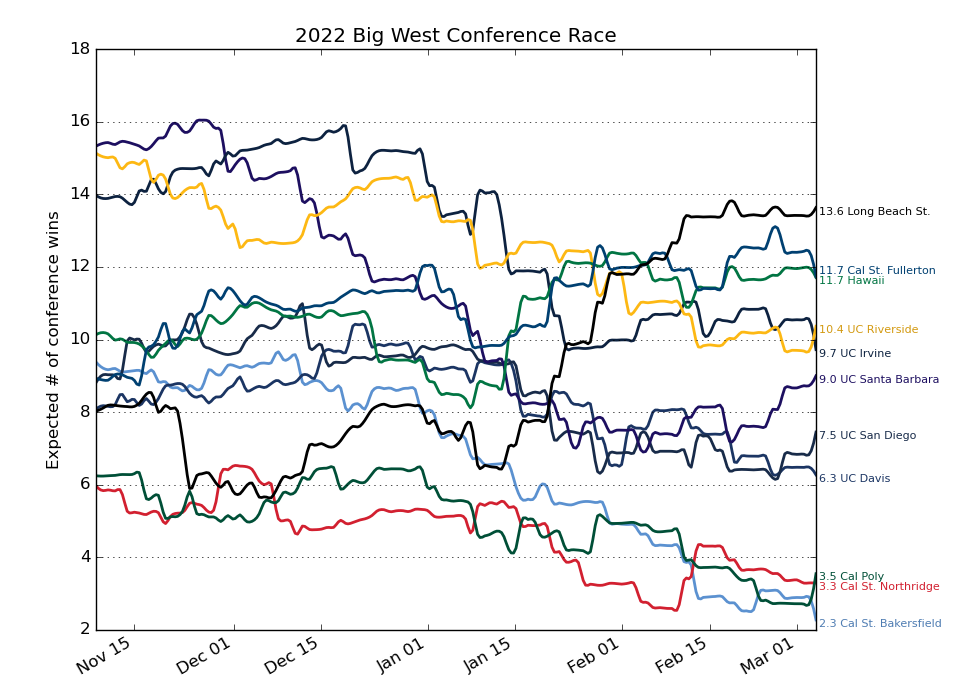 2022 Big West Conference Race
Expected # of conference wins
18
16
14
12
10
8
6
4
2
Nov 15
Dec 01
Dec 15
Jan 01
Jan 15
Feb 01
Feb 15
Mar 01
13.6 Long Beach St.
11.7 Cal St. Fullerton
11.7 Hawaii
10.4 UC Riverside
9.7 UC Irvine
9.0 UC Santa Barbara
7.5 UC San Diego
6.3 UC Davis
3.5 Cal Poly
3.3 Cal St. Northridge
2.3 Cal St. Bakersfield